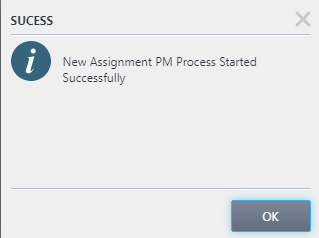 SUCESS
New Assignment PM Process Started
Successfully
OK